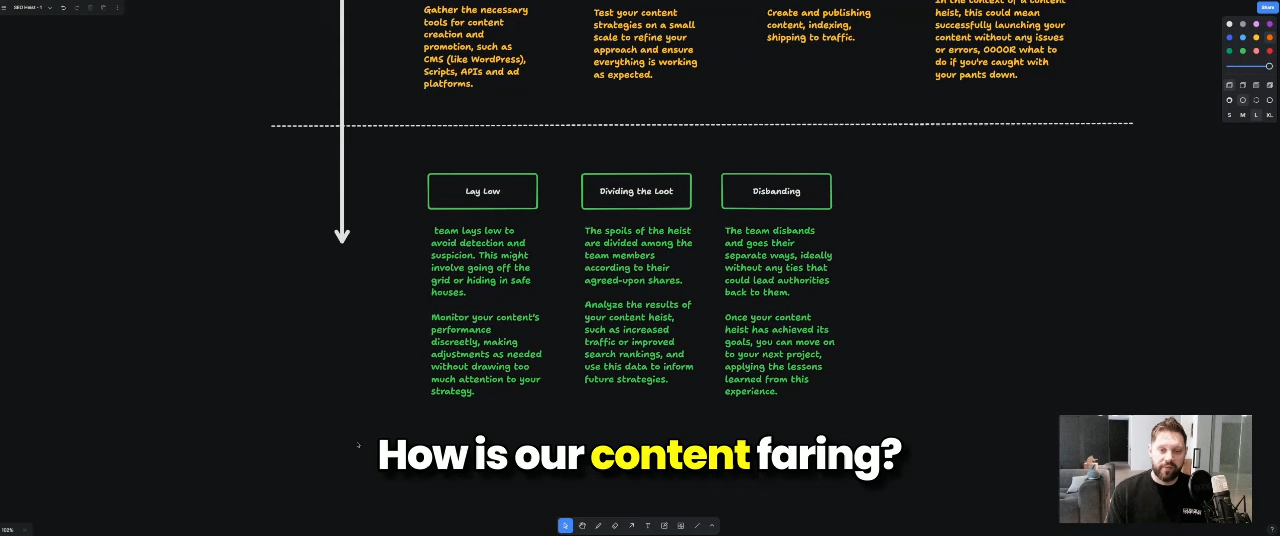 SEO Heist - 1
Share
Gather the necessary
tools for content
creation and
promotion, such as
CMS (like WordPress),
Scripts, APIs and ad
platforms.
Test your content
strategies on a small
scale to refine your
approach and ensure
everything is working
as expected.
Create and publishing
content, indexing,
shipping to traffic.
In the context of a content
heist, this could mean
successfully launching your
content without any issues
or errors, OOOOR what to
do if you're caught with
your pants down.
S M L XL
Lay Low
Dividing the Loot
Disbanding
team lays low to
avoid detection and
suspicion. This might
involve going off the
grid or hiding in safe
houses.
Monitor your content's
performance
discreetly, making
adjustments as needed
without drawing too
much attention to your
strategy.
The spoils of the heist
are divided among the
team members
according to their
agreed-upon shares.
Analyze the results of
your content heist,
such as increased
traffic or improved
search rankings, and
use this data to inform
future strategies.
The team disbands
and goes their
separate ways, ideally
without any ties that
could lead authorities
back to them.
Once your content
heist has achieved its
goals, you can move on
to your next project,
applying the lessons
learned from this
experience.
How is our content faring?
102%
T
?